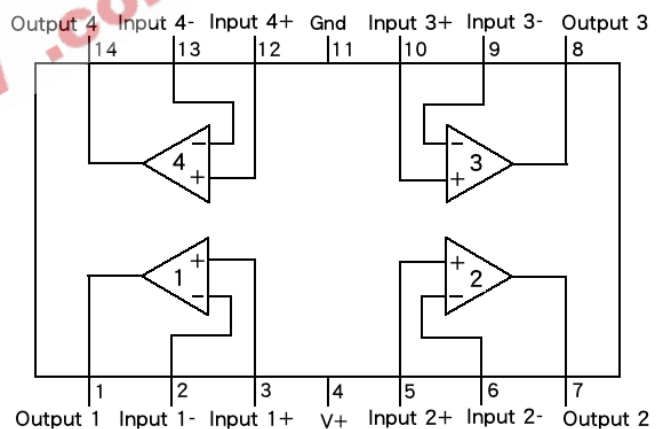 Output 4 Input 4- Input 4+ Gnd Input 3+ Input 3- Output 3
14 13 12 11 10 9 8
− −
4 3
+ +
+ +
1 2
− −
1 2 3 4 5 6 7
Output 1 Input 1- Input 1+ V+ Input 2+ Input 2- Output 2